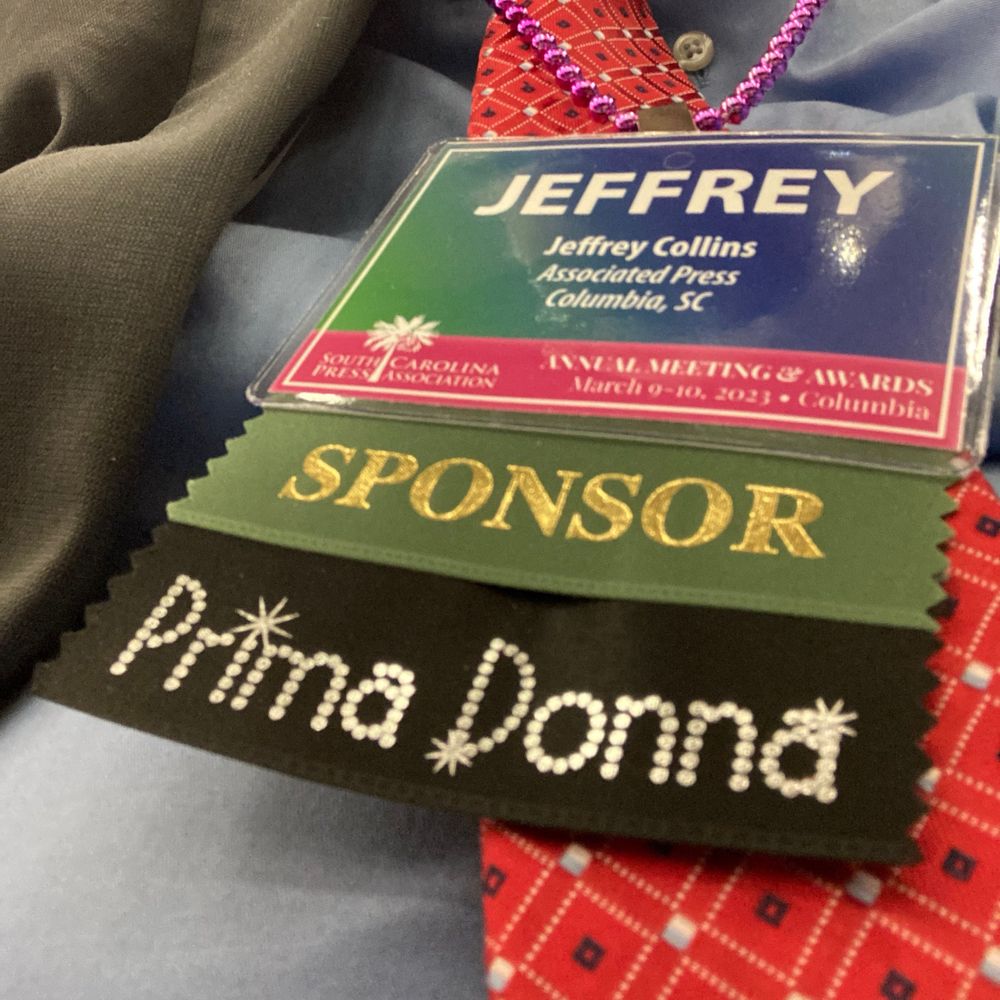 JEFFREY
Jeffrey Collins
Associated Press
Columbia, SC
SOUTH CAROLINA
PRESS ASSOCIATION
ANNUAL MEETING & AWARDS
March 9-10, 2023 • Columbia
SPONSOR
Prima Donna